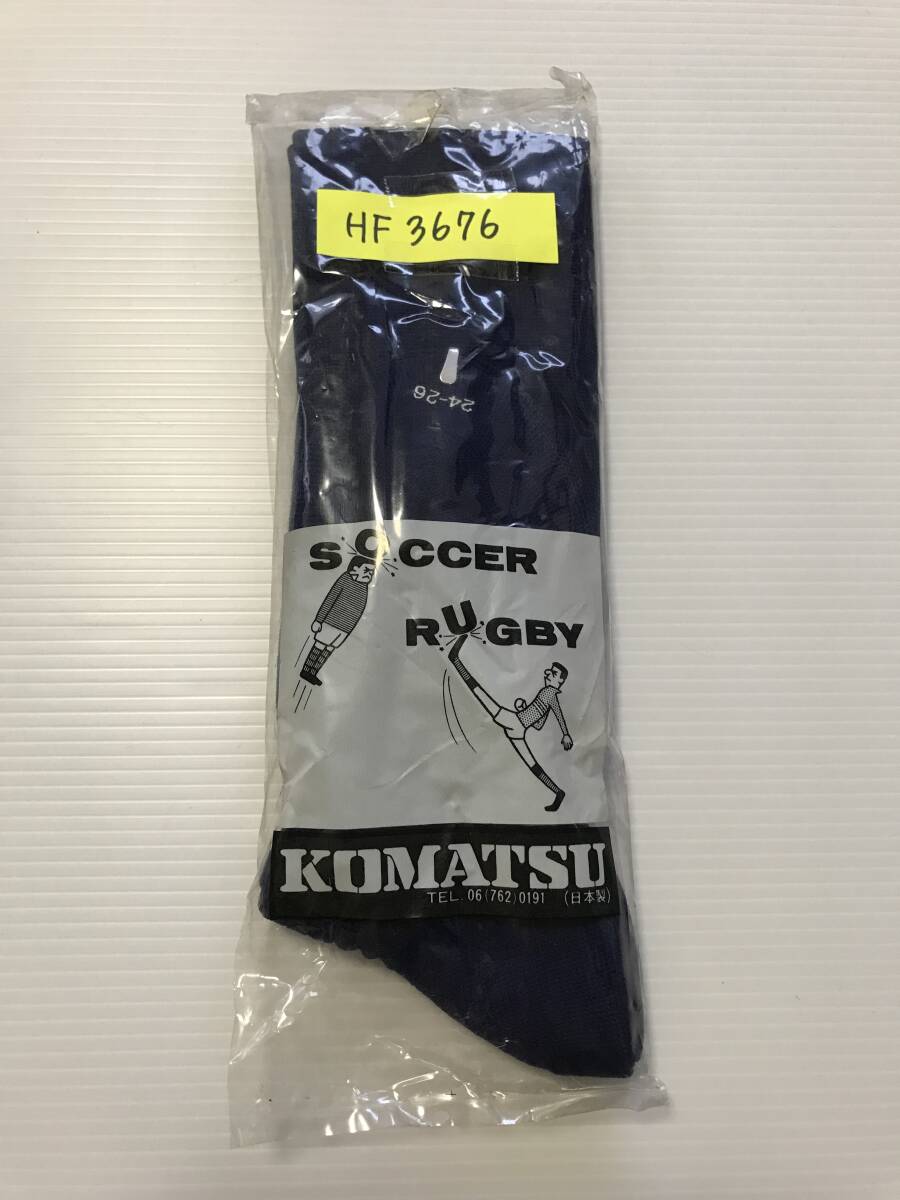 HF 3676
24-26
SOCCER
RUGBY
KOMATSU
TEL. 06(762)0191 (日本製)